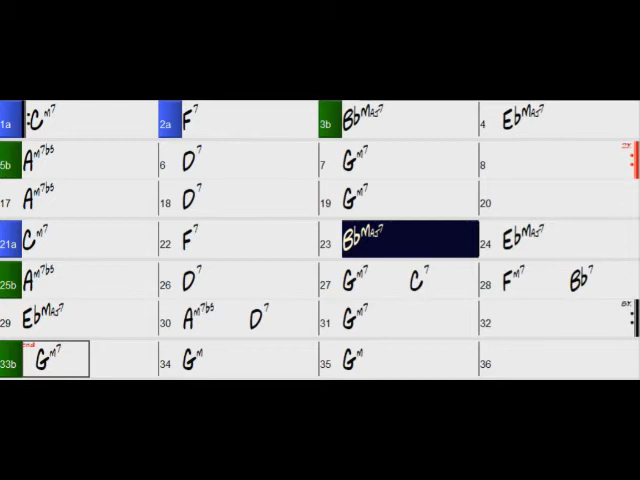 1a :Cm7 2a F7 3b BbMaj7 4 EbMaj7
5b Am7b5 6 D7 7 Gm7 8
17 Am7b5 18 D7 19 Gm7 20
21a Cm7 22 F7 23 BbMaj7 24 EbMaj7
25b Am7b5 26 D7 27 Gm7 C7 28 Fm7 Bb7
29 EbMaj7 30 Am7b5 D7 31 Gm7 32
33b End Gm7 34 Gm 35 Gm 36